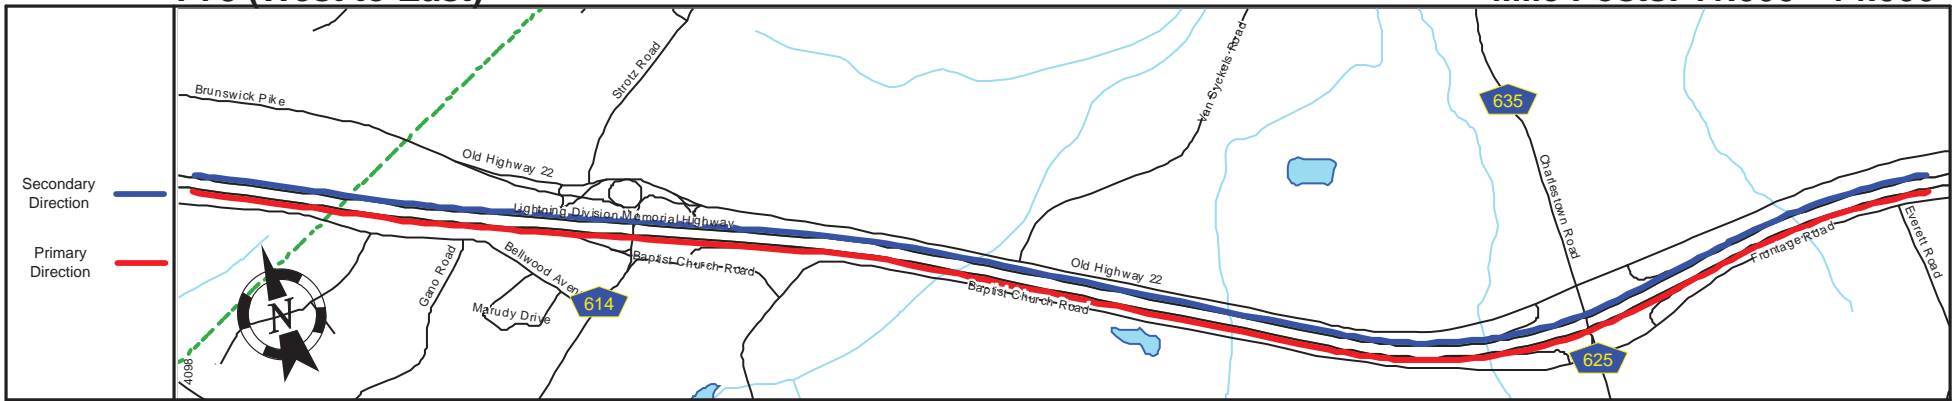 Secondary
Direction
Primary
Direction
Brunswick Pike
Old Highway 22
Strotz Road
Lightning Division Memorial Highway
Van Syckels Road
635
Charlestown Road
Old Highway 22
Baptist Church Road
Baptist Church Road
Bellwood Aven
614
Gano Road
Marudy Drive
N
4098
625
Frontage Road
Everett Road